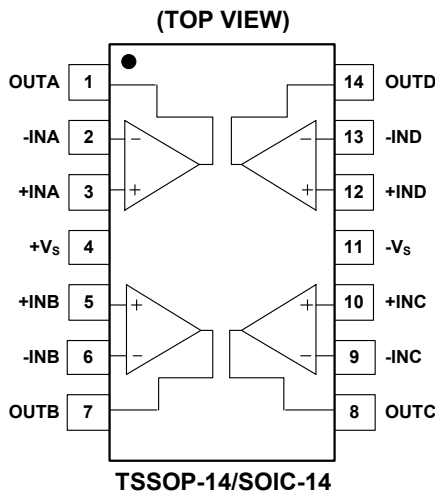 (TOP VIEW)
OUTA 1 14 OUTD
-INA 2 − − 13 -IND
+INA 3 + + 12 +IND
+VS 4 11 -VS
+INB 5 + + 10 +INC
-INB 6 − − 9 -INC
OUTB 7 8 OUTC
TSSOP-14/SOIC-14